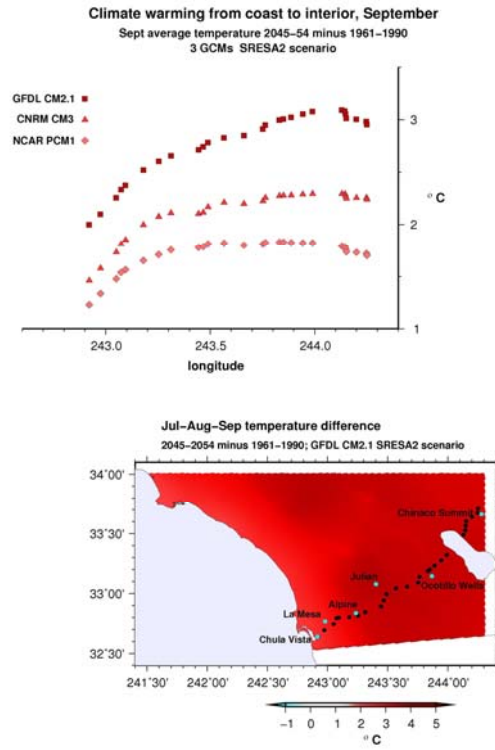 Climate warming from coast to interior, September
Sept average temperature 2045-54 minus 1961-1990
3 GCMs SRESA2 scenario
GFDL CM2.1
CNRM CM3
NCAR PCM1
3
° C
2
1
243.0 243.5 244.0
longitude
Jul-Aug-Sep temperature difference
2045-2054 minus 1961-1990; GFDL CM2.1 SRESA2 scenario
34°00'
Chiriaco Summit
33°30'
Julian
Ocotillo Wells
33°00'
Alpine
La Mesa
Chula Vista
32°30'
241°30' 242°00' 242°30' 243°00' 243°30' 244°00'
-1 0 1 2 3 4 5
° C